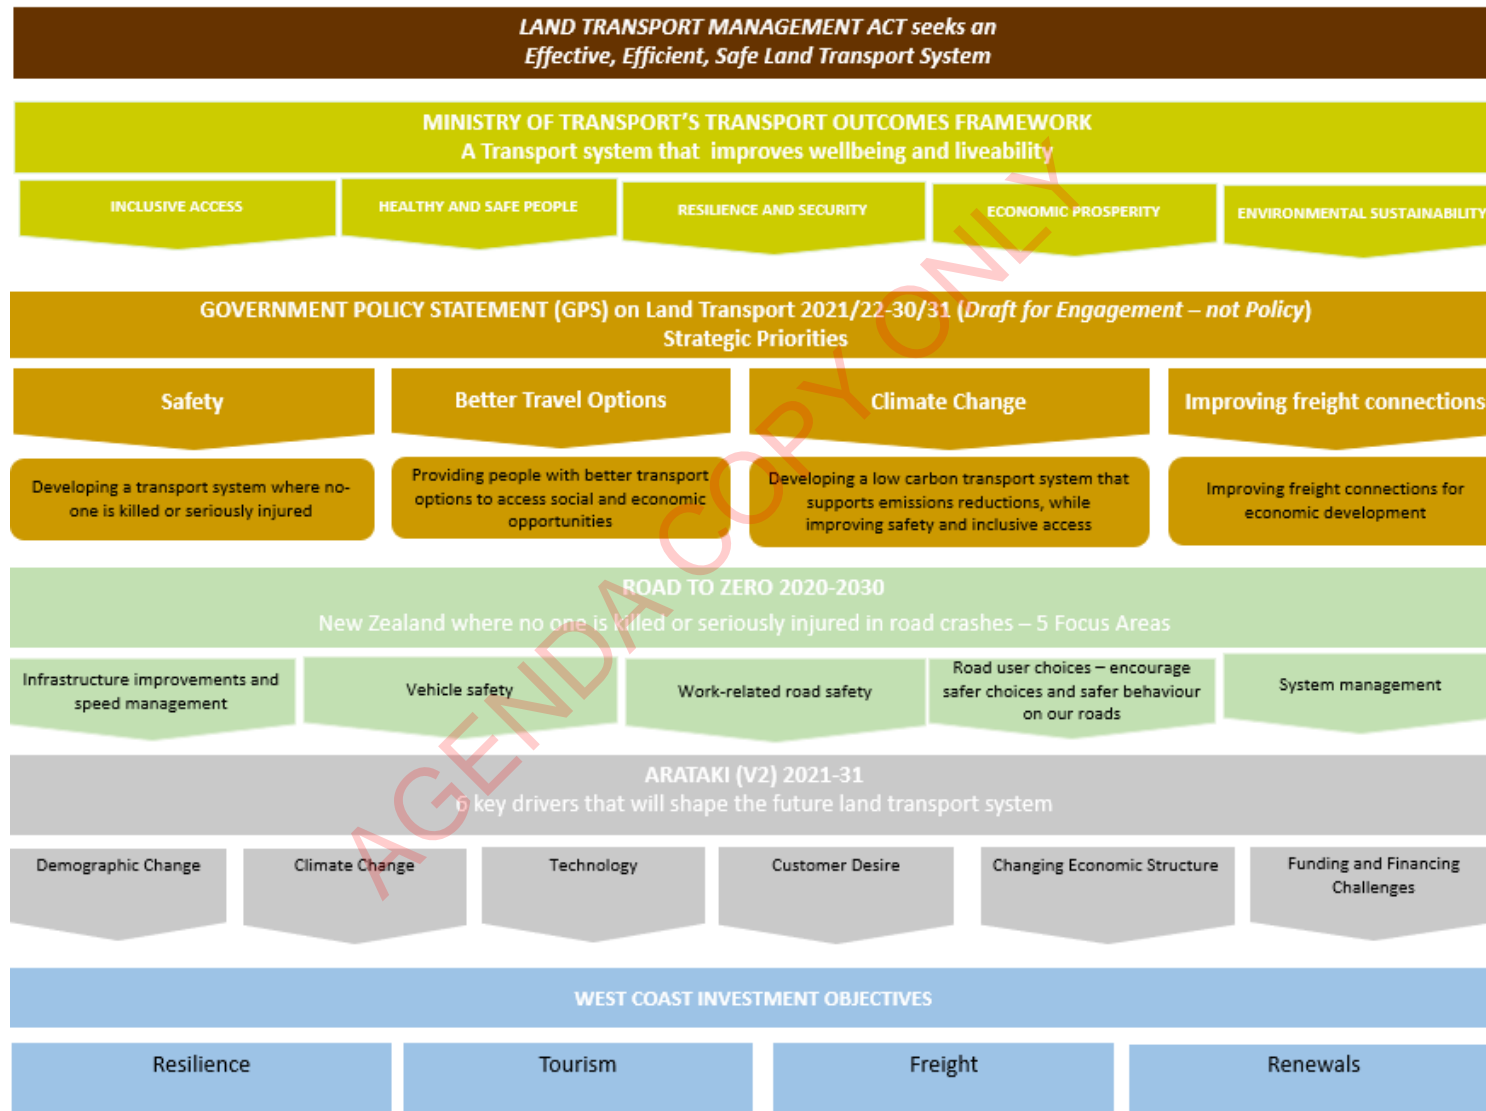 LAND TRANSPORT MANAGEMENT ACT seeks an
Effective, Efficient, Safe Land Transport System
MINISTRY OF TRANSPORT'S TRANSPORT OUTCOMES FRAMEWORK
A Transport system that improves wellbeing and liveability
INCLUSIVE ACCESS
HEALTHY AND SAFE PEOPLE
RESILIENCE AND SECURITY
ECONOMIC PROSPERITY
ENVIRONMENTAL SUSTAINABILITY
GOVERNMENT POLICY STATEMENT (GPS) on Land Transport 2021/22-30/31 (Draft for Engagement – not Policy)
Strategic Priorities
Safety
Better Travel Options
Climate Change
Improving freight connections
Developing a transport system where no-
one is killed or seriously injured
Providing people with better transport
options to access social and economic
opportunities
Developing a low carbon transport system that
supports emissions reductions, while
improving safety and inclusive access
Improving freight connections for
economic development
ROAD TO ZERO 2020-2030
New Zealand where no one is killed or seriously injured in road crashes – 5 Focus Areas
Infrastructure improvements and
speed management
Vehicle safety
Work-related road safety
Road user choices – encourage
safer choices and safer behaviour
on our roads
System management
ARATAKI (V2) 2021-31
6 key drivers that will shape the future land transport system
Demographic Change
Climate Change
Technology
Customer Desire
Changing Economic Structure
Funding and Financing
Challenges
WEST COAST INVESTMENT OBJECTIVES
Resilience
Tourism
Freight
Renewals
AGENDA COPY ONLY